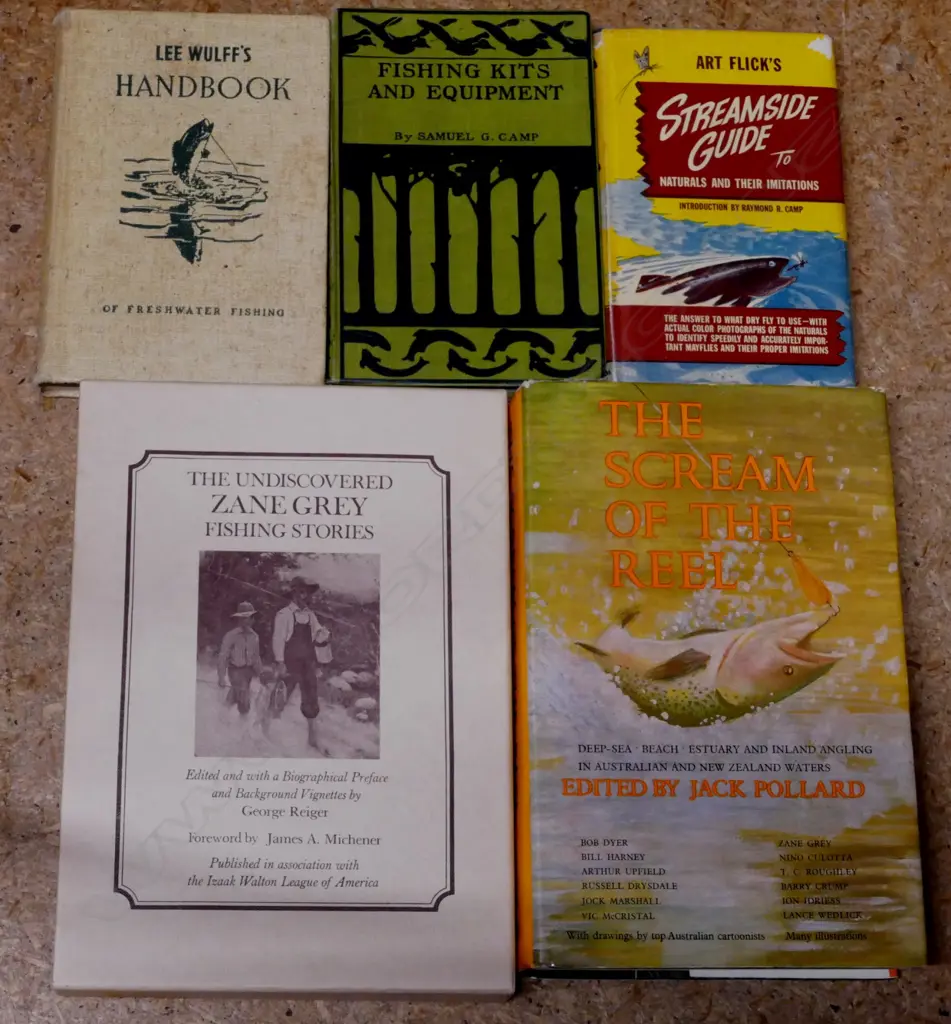 LEE WULFF'S
HANDBOOK
OF FRESHWATER FISHING
FISHING KITS
AND EQUIPMENT
By SAMUEL G. CAMP
ART FLICK'S
STREAMSIDE
GUIDE TO
NATURALS AND THEIR IMITATIONS
INTRODUCTION BY RAYMOND R. CAMP
THE ANSWER TO WHAT DRY FLY TO USE—WITH
ACTUAL COLOR PHOTOGRAPHS OF THE NATURALS
TO IDENTIFY SPEEDILY AND ACCURATELY IMPOR-
TANT MAYFLIES AND THEIR PROPER IMITATIONS
THE UNDISCOVERED
ZANE GREY
FISHING STORIES
Edited and with a Biographical Preface
and Background Vignettes by
George Reiger
Foreword by James A. Michener
Published in association with
the Izaak Walton League of America
THE
SCREAM
OF THE
REEL
DEEP-SEA · BEACH · ESTUARY AND INLAND ANGLING
IN AUSTRALIAN AND NEW ZEALAND WATERS
EDITED BY JACK POLLARD
BOB DYER
BILL HARNEY
ARTHUR UPFIELD
RUSSELL DRYSDALE
JOCK MARSHALL
VIC McCRISTAL
ZANE GREY
NINO CULOTTA
T. C. ROUGHLEY
BARRY CRUMP
ION IDRIESS
LANCE WEDLICK
With drawings by top Australian cartoonists Many illustrations